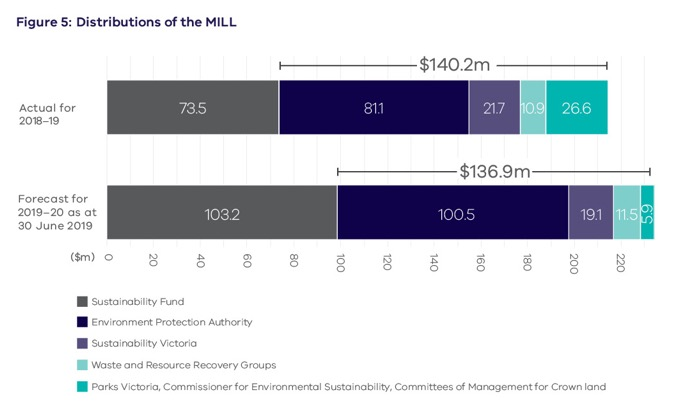 Figure 5: Distributions of the MILL
$140.2m
Actual for
2018–19
73.5 81.1 21.7 10.9 26.6
$136.9m
Forecast for
2019–20 as at
30 June 2019
103.2 100.5 19.1 11.5 5.9
($m) 0 20 40 60 80 100 120 140 160 180 200 220
Sustainability Fund
Environment Protection Authority
Sustainability Victoria
Waste and Resource Recovery Groups
Parks Victoria, Commissioner for Environmental Sustainability, Committees of Management for Crown land